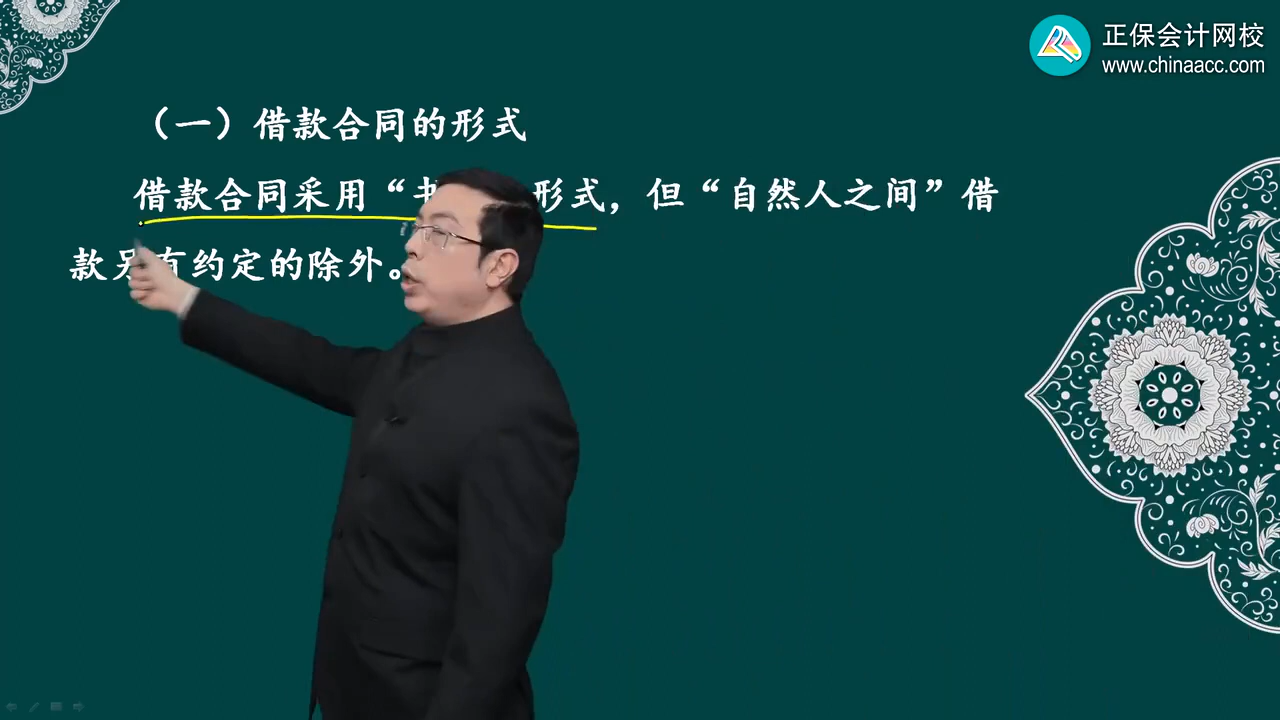 正保会计网校
www.chinaacc.com
（一）借款合同的形式
借款合同采用“ 形式，但“自然人之间”借
款另有约定的除外。